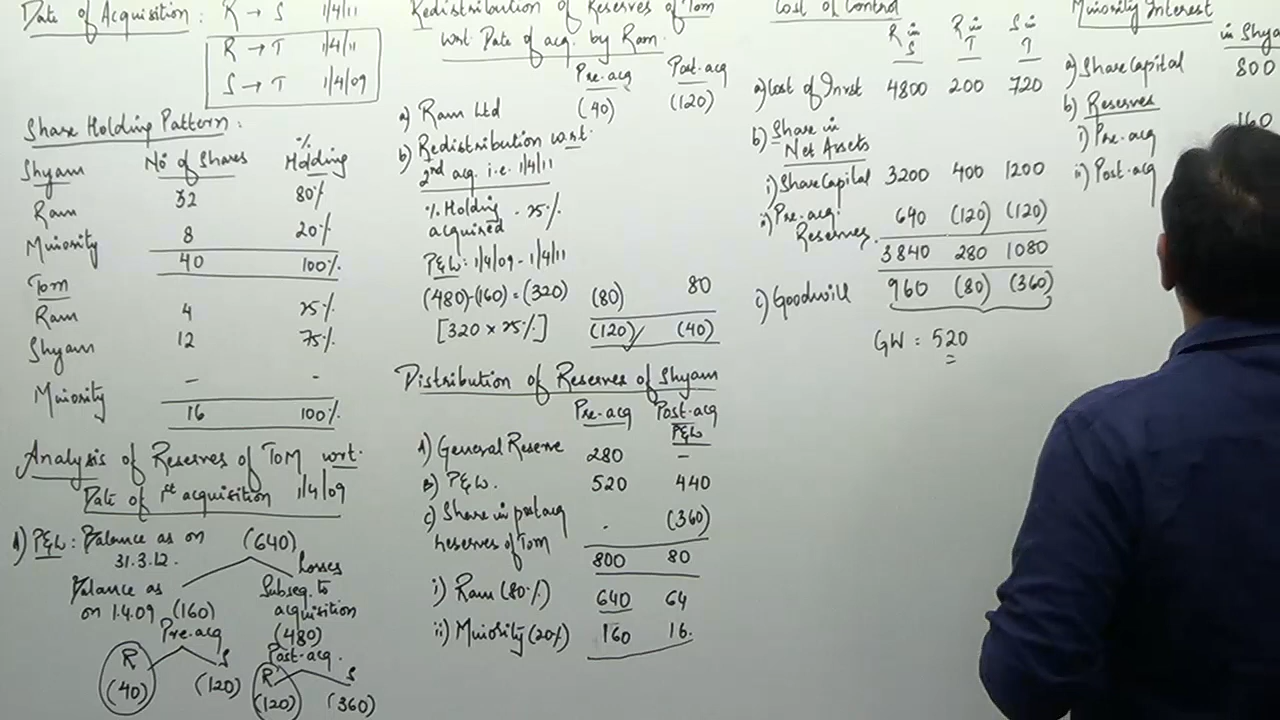 Date of Acquisition : R → S 1/4/11
R → T 1/4/11
S → T 1/4/09
Share Holding Pattern :
Shyam No of Shares % Holding
Ram 32 80%
Minority 8 20%
40 100%
Tom
Ram 4 25%
Shyam 12 75%
Minority - -
16 100%
Analysis of Reserves of Tom wrt.
Date of 1st acquisition 1/4/09
A) P&L : Balance as on (640)
31.3.12.
Balance as on 1.4.09 (160)
Losses Subseq. to acquisition (480)
Pre-acq Post-acq.
R S R S
(40) (120) (120) (360)
Redistribution of Reserves of Tom
wrt. Date of acq. by Ram.
Pre-acq Post-acq
a) Ram Ltd (40) (120)
b) Redistribution w.r.t.
2nd acq. i.e. 1/4/11
% Holding acquired - 25%
P&L : 1/4/09 - 1/4/11
(480)-(160) = (320) (80) 80
[320 x 25%] (120) (40)
Distribution of Reserves of Shyam
Pre-acq Post-acq
P&L
A) General Reserve 280 -
B) P&L. 520 440
C) Share in post acq - (360)
reserves of Tom
800 80
i) Ram (80%) 640 64
ii) Minority (20%) 160 16.
Cost of Control
R in S R in T S in T
a) Cost of Invst 4800 200 720
b) Share in
Net Assets
i) Share Capital 3200 400 1200
ii) Pre-acq. Reserves. 640 (120) (120)
3840 280 1080
c) Goodwill 960 (80) (360)
GW : 520
Minority Interest
in Shya
a) Share Capital 800
b) Reserves
i) Pre-acq 160
ii) Post-acq